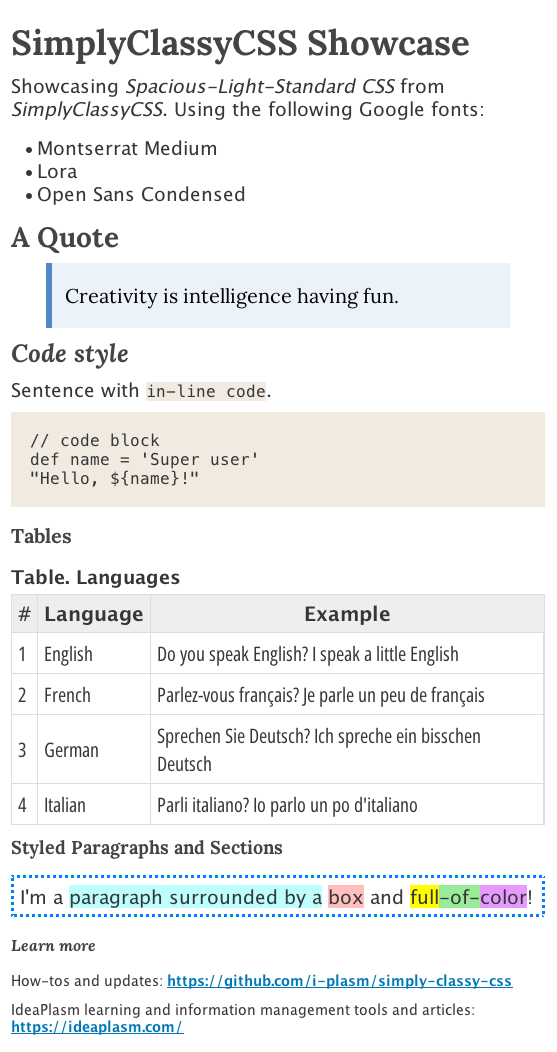 SimplyClassyCSS Showcase
Showcasing Spacious-Light-Standard CSS from
SimplyClassyCSS. Using the following Google fonts:
• Montserrat Medium
• Lora
• Open Sans Condensed
A Quote
Creativity is intelligence having fun.
Code style
Sentence with in-line code.
// code block
def name = 'Super user'
"Hello, ${name}!"
Tables
Table. Languages
# Language Example
1 English Do you speak English? I speak a little English
2 French Parlez-vous français? Je parle un peu de français
3 German Sprechen Sie Deutsch? Ich spreche ein bisschen
Deutsch
4 Italian Parli italiano? Io parlo un po d'italiano
Styled Paragraphs and Sections
I'm a paragraph surrounded by a box and full-of-color!
Learn more
How-tos and updates: https://github.com/i-plasm/simply-classy-css
IdeaPlasm learning and information management tools and articles:
https://ideaplasm.com/